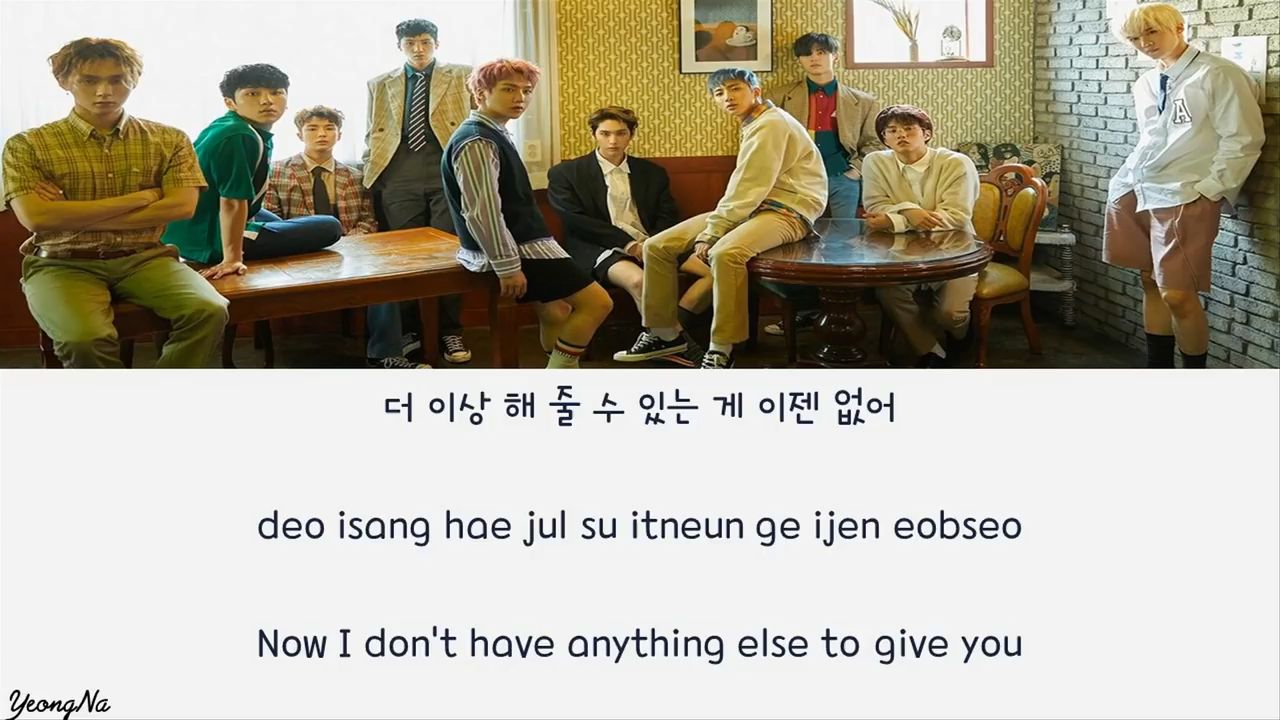 A
더 이상 해 줄 수 있는 게 이젠 없어
deo isang hae jul su itneun ge ijen eobseo
Now I don't have anything else to give you
YeongNa